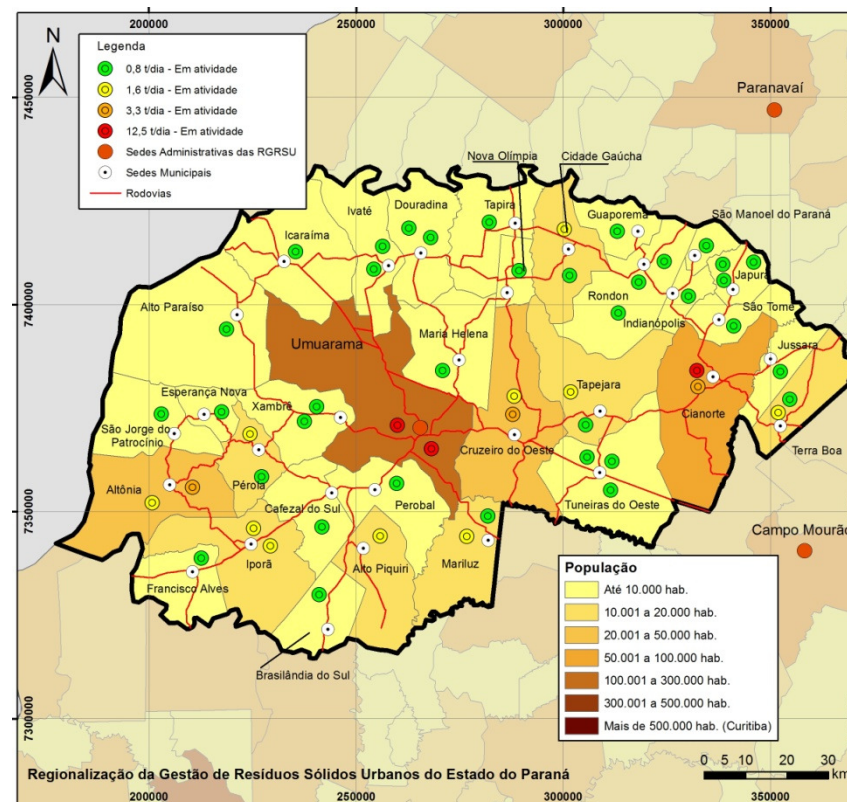 200000 250000 300000 350000
N
Legenda
0,8 t/dia - Em atividade
1,6 t/dia - Em atividade
3,3 t/dia - Em atividade
12,5 t/dia - Em atividade
Sedes Administrativas das RGRSU
Sedes Municipais
Rodovias
Paranavaí
7450000
Nova Olímpia
Cidade Gaúcha
Ivaté
Douradina
Tapira
Guaporema
São Manoel do Paraná
Icaraíma
Japurá
Alto Paraíso
Rondon
São Tomé
7400000
Indianópolis
Umuarama
Maria Helena
Jussara
Esperança Nova
Tapejara
Cianorte
Xambrê
São Jorge do
Patrocínio
Cruzeiro do Oeste
Terra Boa
Altônia
Pérola
Cafezal do Sul
Perobal
Tuneiras do Oeste
7350000
Campo Mourão
Iporã
Alto Piquiri
Mariluz
Francisco Alves
Brasilândia do Sul
População
Até 10.000 hab.
10.001 a 20.000 hab.
20.001 a 50.000 hab.
50.001 a 100.000 hab.
100.001 a 300.000 hab.
300.001 a 500.000 hab.
Mais de 500.000 hab. (Curitiba)
7300000
Regionalização da Gestão de Resíduos Sólidos Urbanos do Estado do Paraná
0 5 10 20 30
km
200000 250000 300000 350000